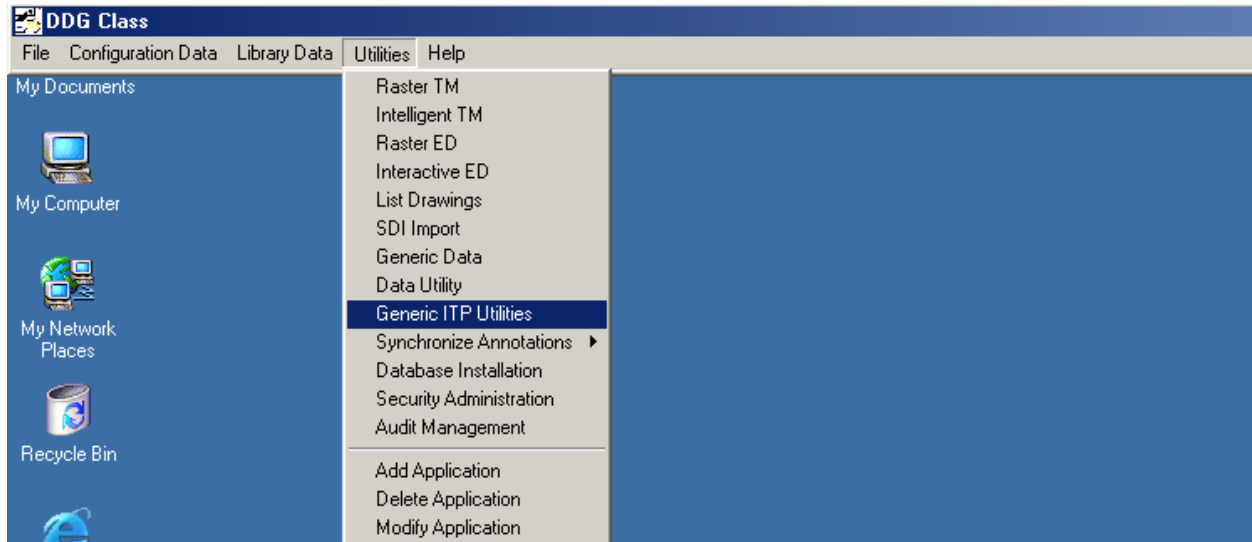 DDG Class
File Configuration Data Library Data Utilities Help
My Documents
My Computer
My Network
Places
Recycle Bin
Raster TM
Intelligent TM
Raster ED
Interactive ED
List Drawings
SDI Import
Generic Data
Data Utility
Generic ITP Utilities
Synchronize Annotations
Database Installation
Security Administration
Audit Management
Add Application
Delete Application
Modify Application